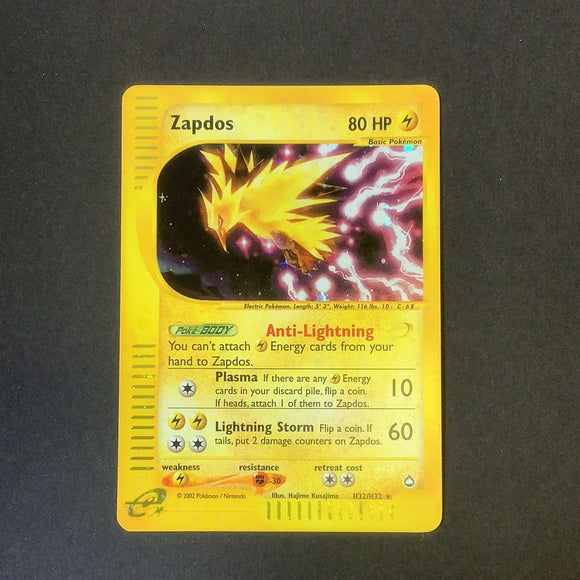 Zapdos 80 HP
Basic Pokémon
Electric Pokémon. Length: 5' 3", Weight: 116 lbs. ID: C-6 B
Poké-BODY Anti-Lightning
You can't attach Energy cards from your
hand to Zapdos.
Plasma If there are any Energy
cards in your discard pile, flip a coin.
If heads, attach 1 of them to Zapdos.
10
Lightning Storm Flip a coin. If
tails, put 2 damage counters on Zapdos.
60
weakness resistance retreat cost
-30
© 2002 Pokémon / Nintendo Illus. Hajime Kusajima H32/H32 ★
e